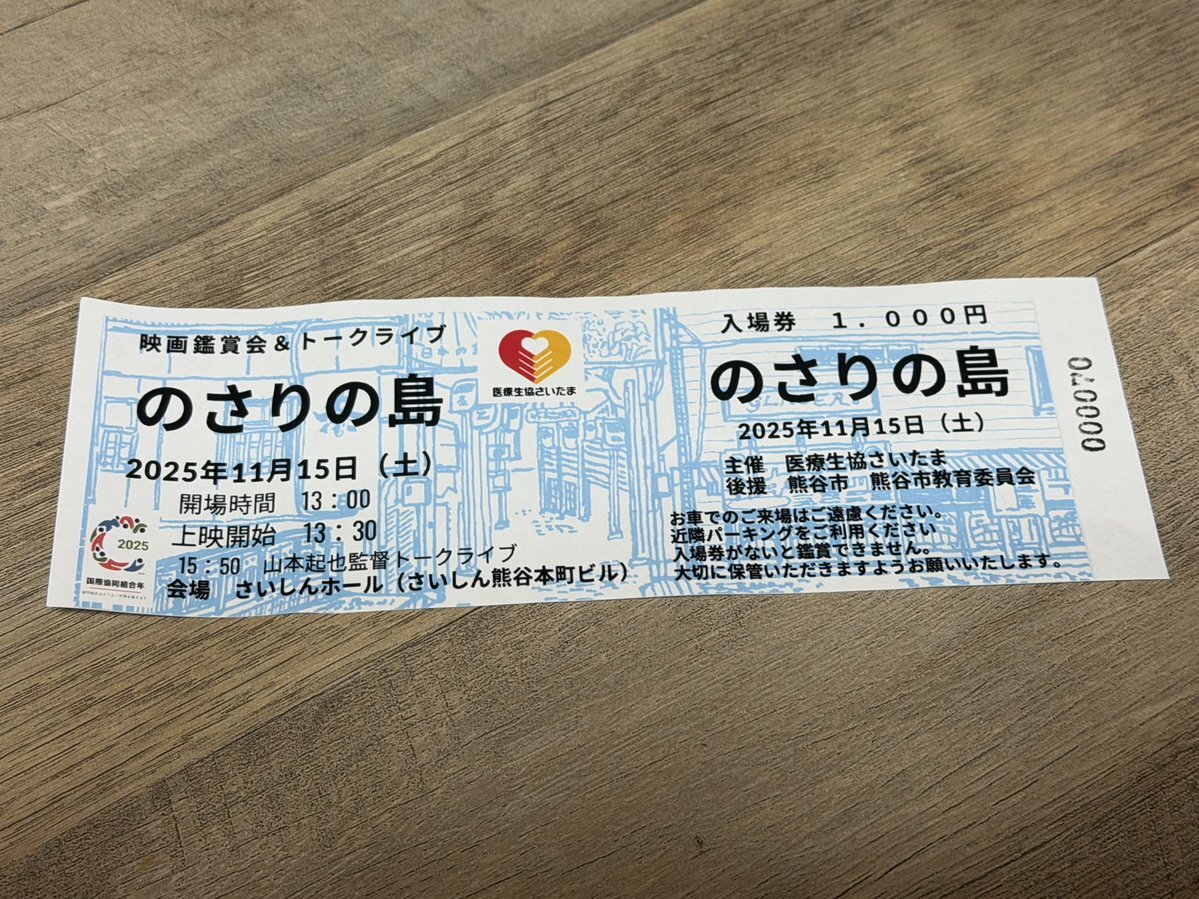 映画鑑賞会&トークライブ
のさりの島
2025年11月15日（土）
開場時間 13：00
上映開始 13：30
15：50 山本起也監督トークライブ
会場 さいしんホール（さいしん熊谷本町ビル）
2025
国際協同組合年
医療生協さいたま
入場券 １．０００円
のさりの島
2025年11月15日（土）
主催 医療生協さいたま
後援 熊谷市 熊谷市教育委員会
お車でのご来場はご遠慮ください。
近隣パーキングをご利用ください
入場券がないと鑑賞できません。
大切に保管いただきますようお願いいたします。